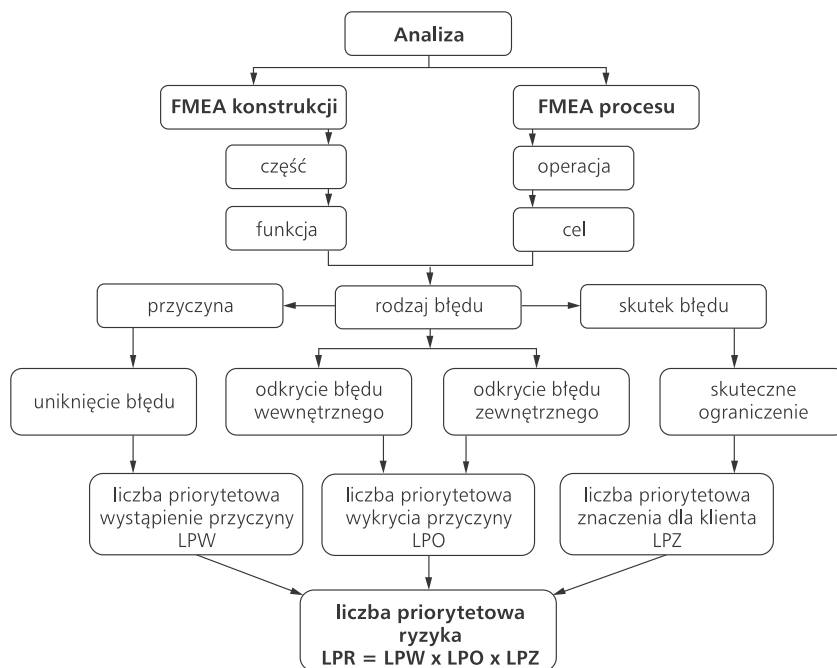 Analiza
FMEA konstrukcji
FMEA procesu
część
operacja
funkcja
cel
przyczyna
rodzaj błędu
skutek błędu
uniknięcie błędu
odkrycie błędu
wewnętrznego
odkrycie błędu
zewnętrznego
skuteczne
ograniczenie
liczba priorytetowa
wystąpienie przyczyny
LPW
liczba priorytetowa
wykrycia przyczyny
LPO
liczba priorytetowa
znaczenia dla klienta
LPZ
liczba priorytetowa
ryzyka
LPR = LPW x LPO x LPZ